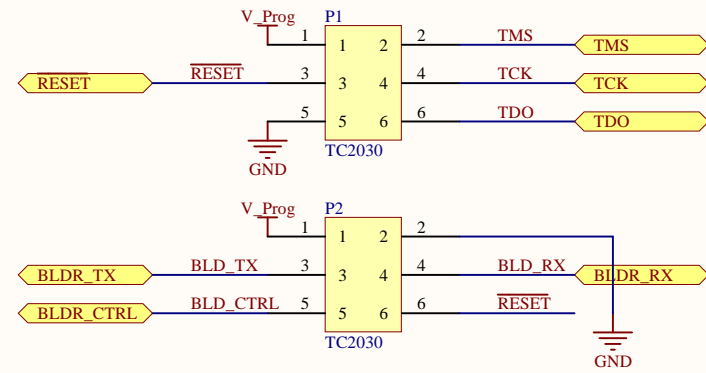 V_Prog P1
1 1 2 2 TMS TMS
RESET RESET 3 3 4 4 TCK TCK
5 5 6 6 TDO TDO
GND TC2030
V_Prog P2
1 1 2 2
BLDR_TX BLD_TX 3 3 4 4 BLD_RX BLDR_RX
BLDR_CTRL BLD_CTRL 5 5 6 6 RESET
TC2030 GND